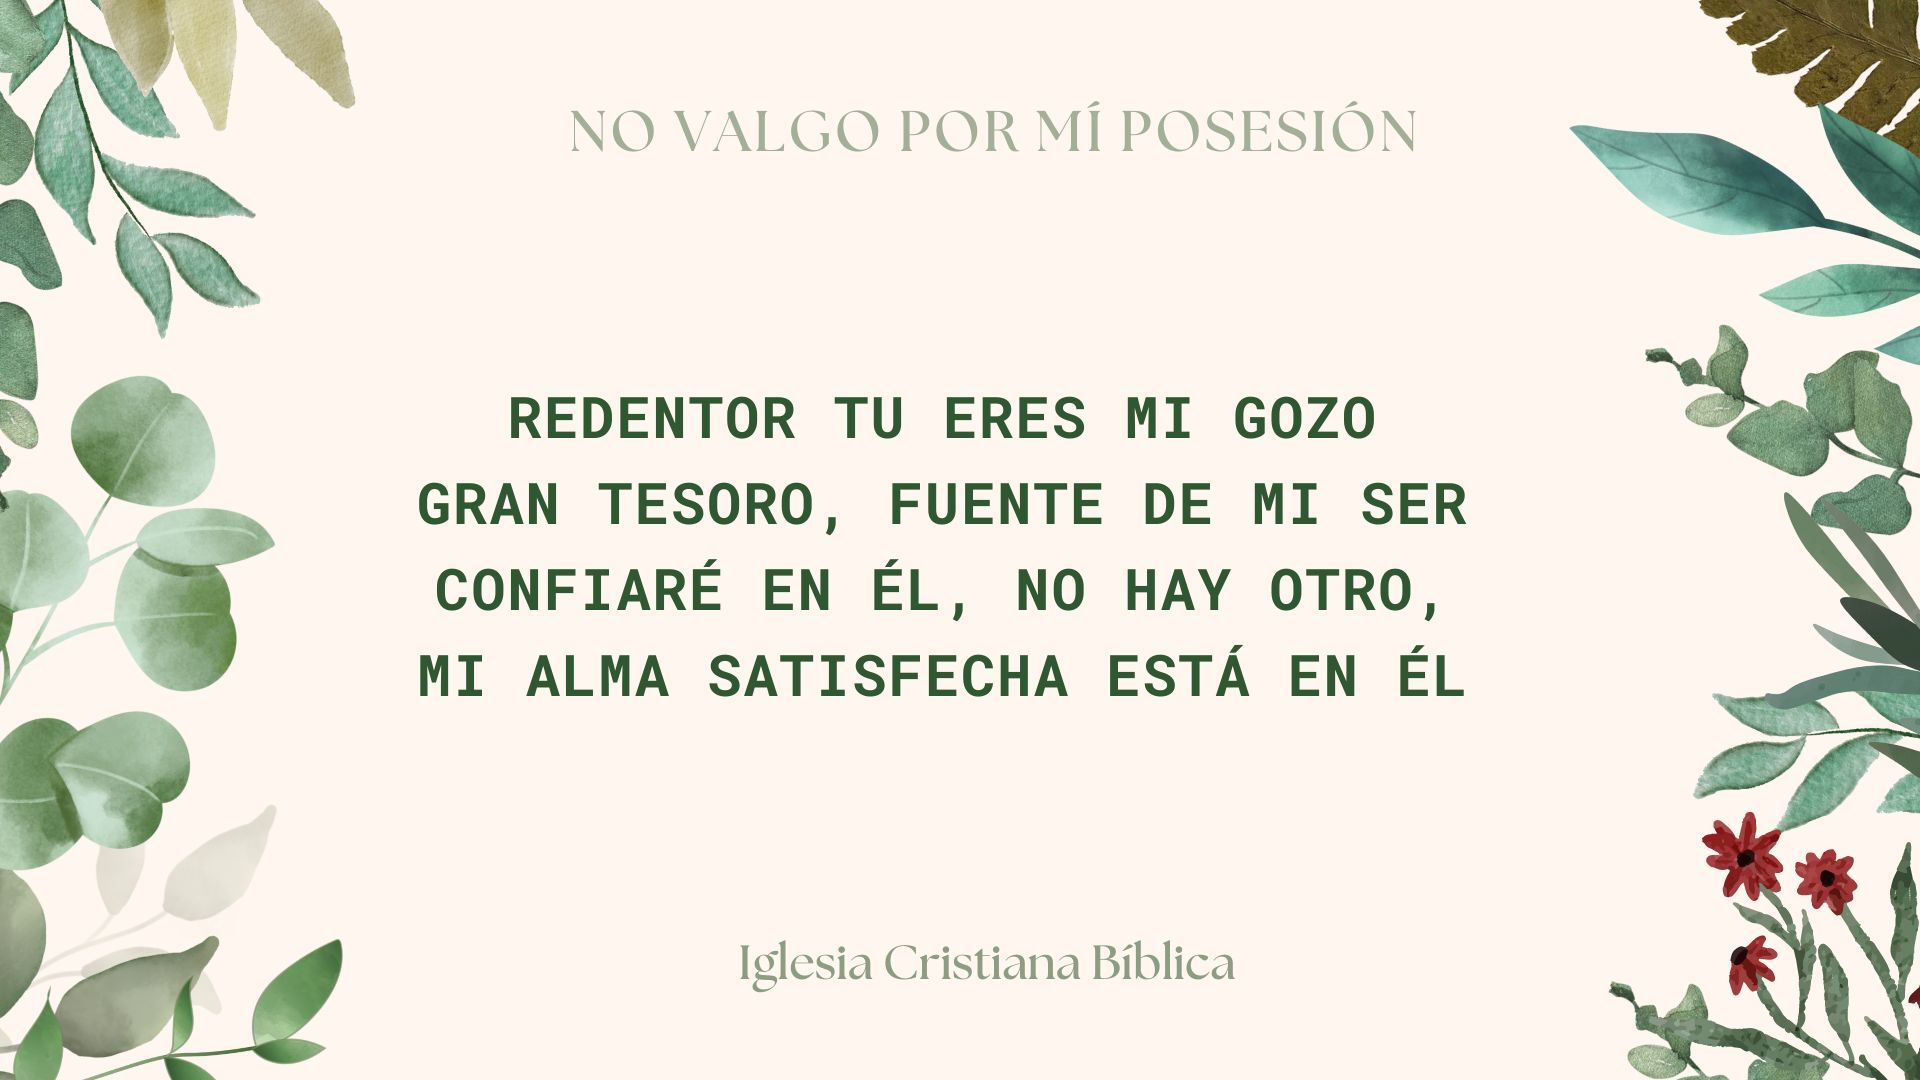 NO VALGO POR MÍ POSESIÓN
REDENTOR TU ERES MI GOZO
GRAN TESORO, FUENTE DE MI SER
CONFIARÉ EN ÉL, NO HAY OTRO,
MI ALMA SATISFECHA ESTÁ EN ÉL
Iglesia Cristiana Bíblica